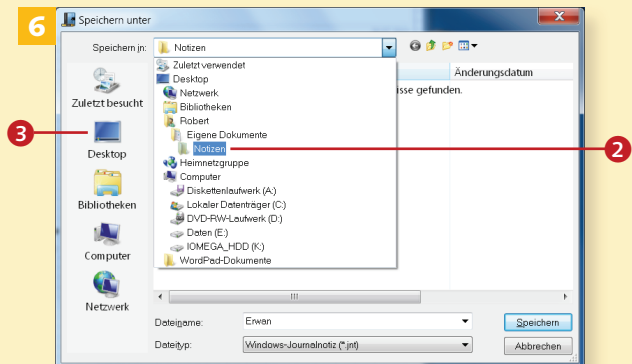 6
Speichern unter
Speichern in:
Notizen
Zuletzt verwendet
Desktop
Netzwerk
Bibliotheken
Robert
Eigene Dokumente
Notizen
Heimnetzgruppe
Computer
Diskettenlaufwerk (A:)
Lokaler Datenträger (C:)
DVD-RW-Laufwerk (D:)
Daten (E:)
IOMEGA_HDD (K:)
WordPad-Dokumente
Änderungsdatum
isse gefunden.
Zuletzt besucht
Desktop
Bibliotheken
Computer
Netzwerk
3
2
Dateiname:
Erwan
Speichern
Dateityp:
Windows-Journalnotiz (*.jnt)
Abbrechen